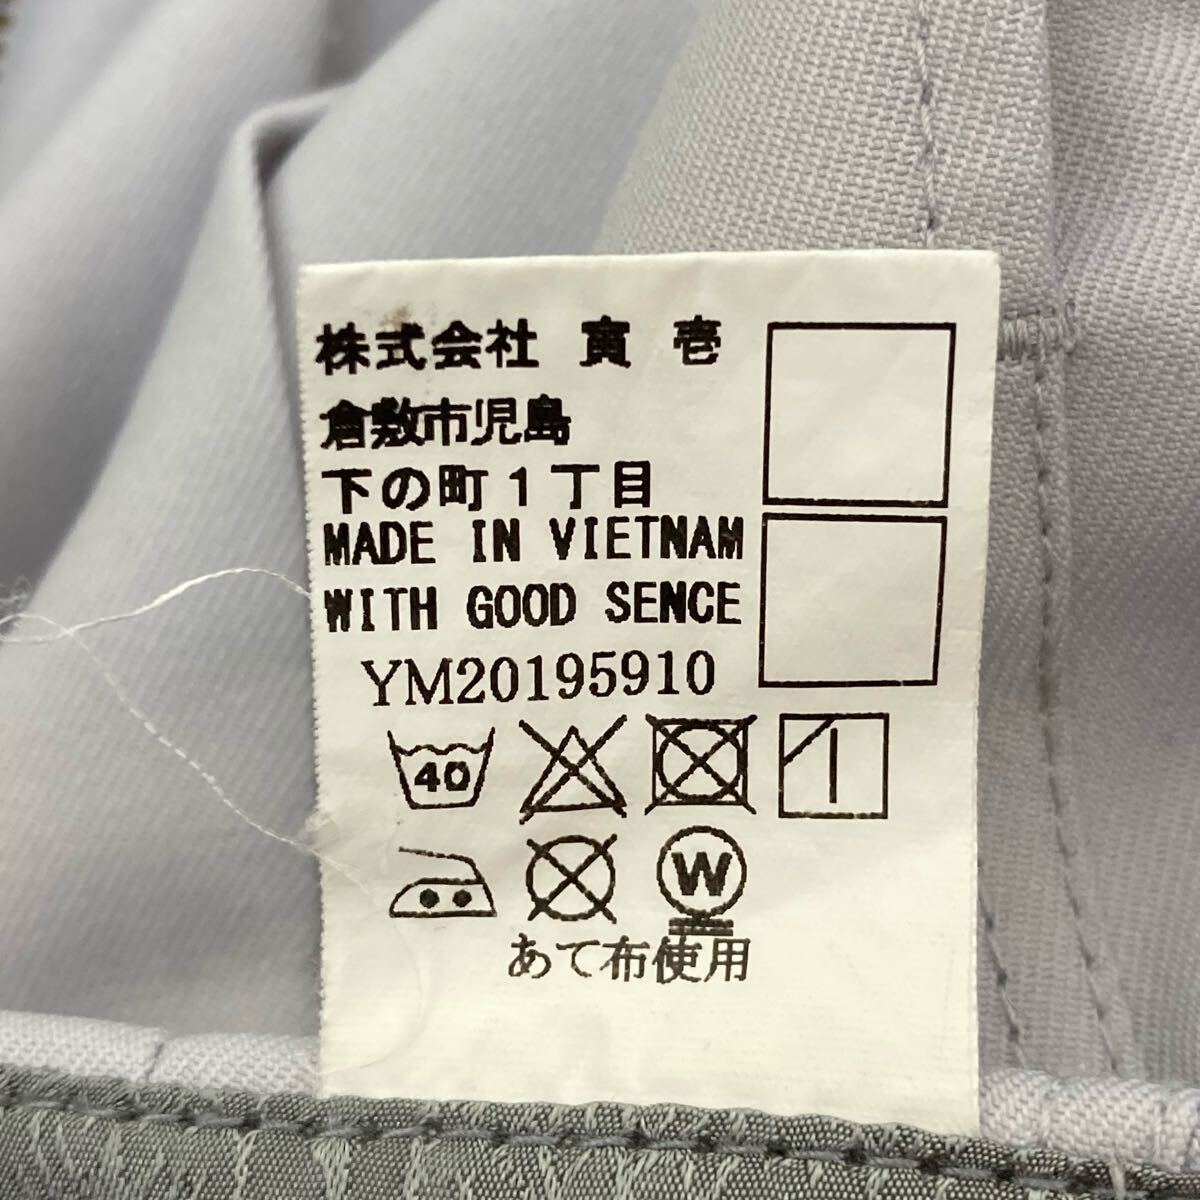 株式会社 寅壱
倉敷市児島
下の町1丁目
MADE IN VIETNAM
WITH GOOD SENCE
YM20195910
40
W
あて布使用